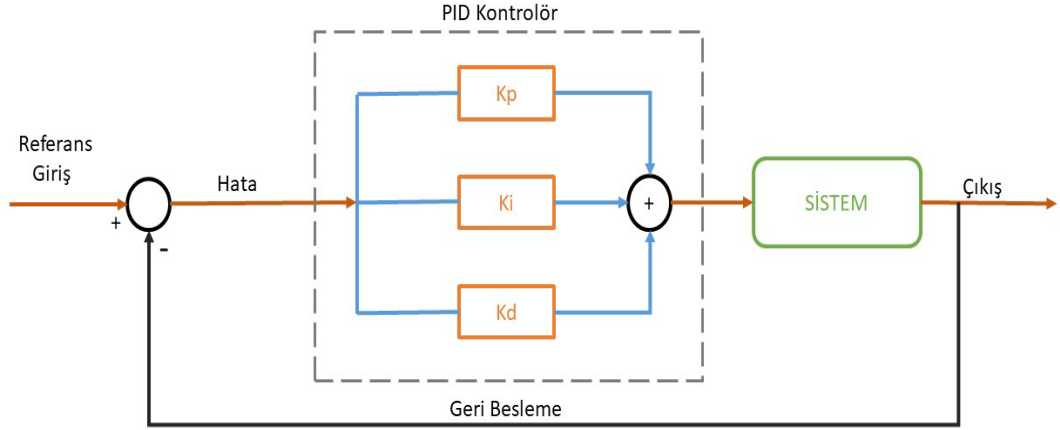 PID Kontrolör
Kp
Referans
Giriş
Hata
Ki
+
SİSTEM
Çıkış
+
-
Kd
Geri Besleme